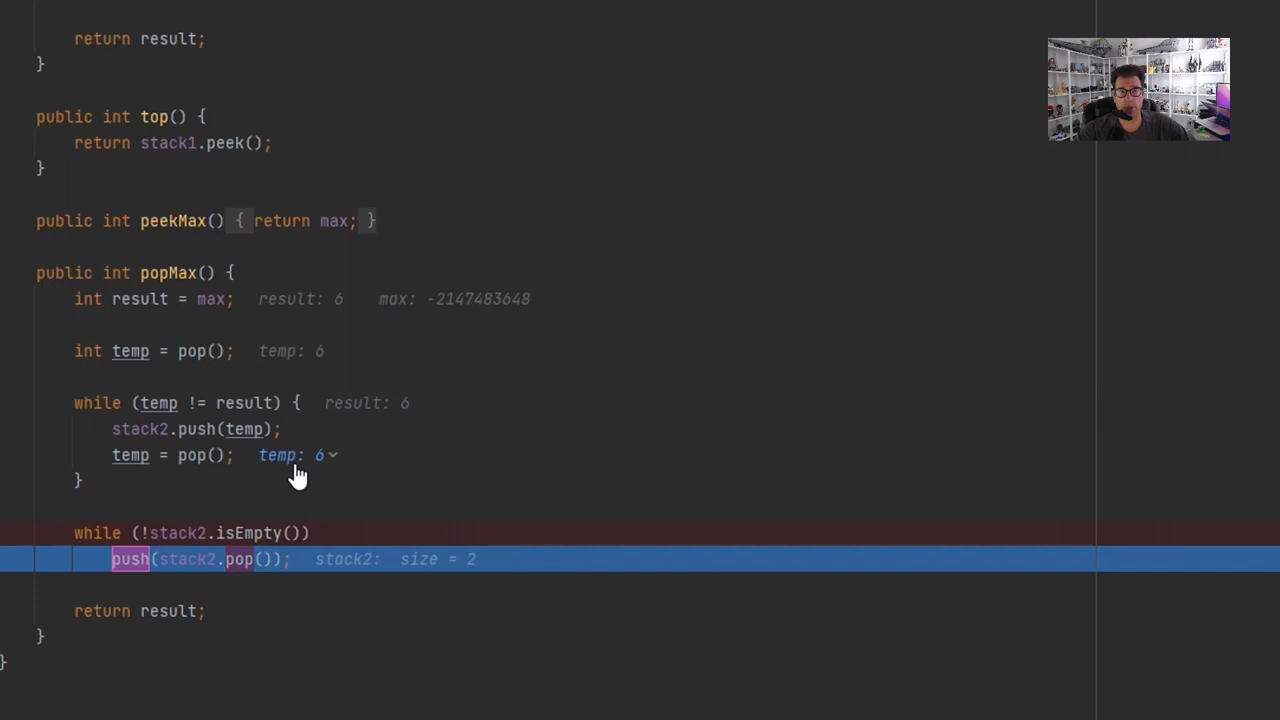 return result;
}
public int top() {
return stack1.peek();
}
public int peekMax() { return max; }
public int popMax() {
int result = max; result: 6 max: -2147483648
int temp = pop(); temp: 6
while (temp != result) { result: 6
stack2.push(temp);
temp = pop(); temp: 6
}
while (!stack2.isEmpty())
push(stack2.pop()); stack2: size = 2
return result;
}
}